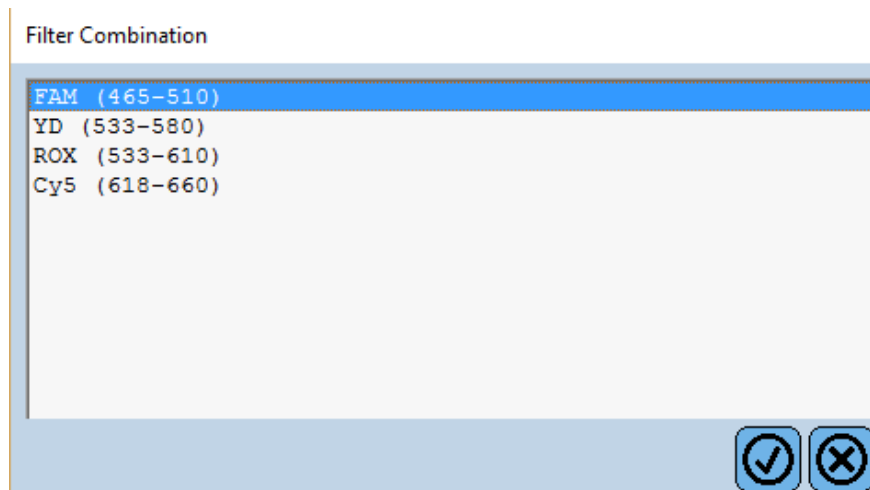 Filter Combination
FAM (465-510)
YD (533-580)
ROX (533-610)
Cy5 (618-660)